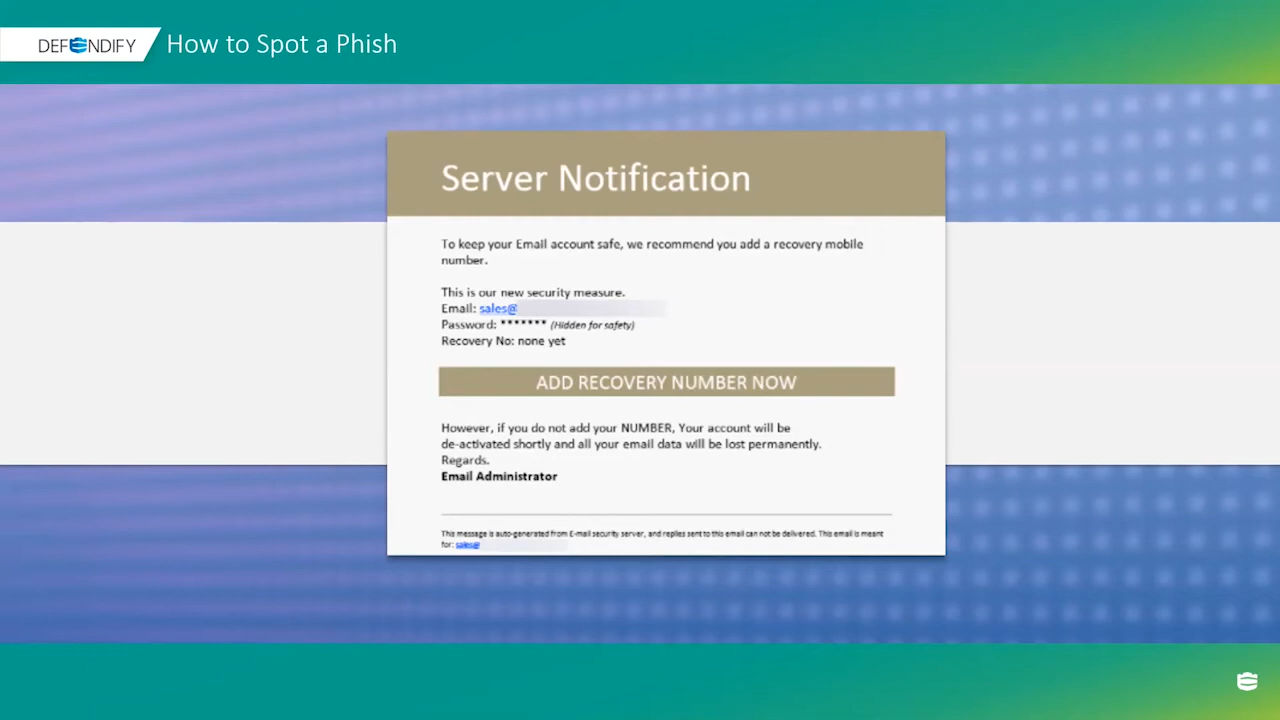 DEFENDIFY
How to Spot a Phish
Server Notification
To keep your Email account safe, we recommend you add a recovery mobile
number.
This is our new security measure.
Email: sales@
Password: ******* (Hidden for safety)
Recovery No: none yet
ADD RECOVERY NUMBER NOW
However, if you do not add your NUMBER, Your account will be
de-activated shortly and all your email data will be lost permanently.
Regards.
Email Administrator
This message is auto-generated from E-mail security server, and replies sent to this email can not be delivered. This email is meant
for: sales@